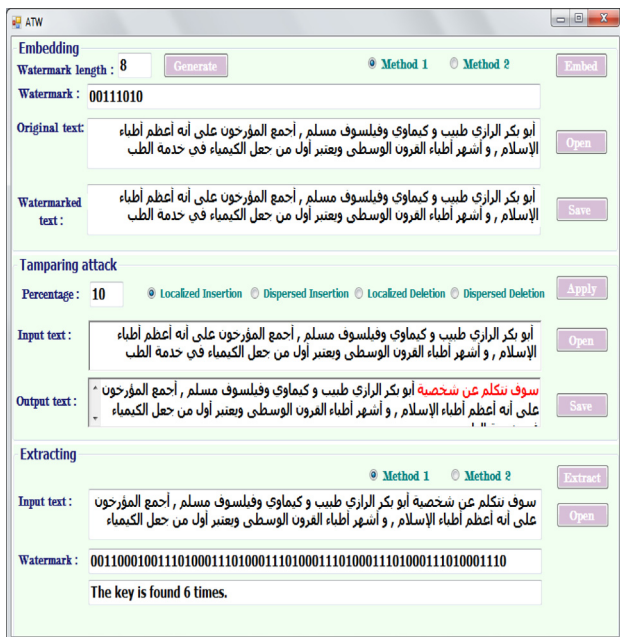 ATW
Embedding
Watermark length : 8 Generate Method 1 Method 2 Embed
Watermark : 00111010
Original text: أبو بكر الرازي طبيب و كيماوي وفيلسوف مسلم , أجمع المؤرخون على أنه أعظم أطباء
الإسلام , و أشهر أطباء القرون الوسطى ويعتبر أول من جعل الكيمياء في خدمة الطب
Open
Watermarked text : أبو بكر الرازي طبيب و كيماوي وفيلسوف مسلم , أجمع المؤرخون على أنه أعظم أطباء
الإسلام , و أشهر أطباء القرون الوسطى ويعتبر أول من جعل الكيمياء في خدمة الطب
Save
Tamparing attack
Percentage : 10 Localized Insertion Dispersed Insertion Localized Deletion Dispersed Deletion Apply
Input text : أبو بكر الرازي طبيب و كيماوي وفيلسوف مسلم , أجمع المؤرخون على أنه أعظم أطباء
الإسلام , و أشهر أطباء القرون الوسطى ويعتبر أول من جعل الكيمياء في خدمة الطب
Open
Output text : سوف نتكلم عن شخصية أبو بكر الرازي طبيب و كيماوي وفيلسوف مسلم , أجمع المؤرخون
على أنه أعظم أطباء الإسلام , و أشهر أطباء القرون الوسطى ويعتبر أول من جعل الكيمياء
Save
Extracting
Method 1 Method 2 Extract
Input text : سوف نتكلم عن شخصية أبو بكر الرازي طبيب و كيماوي وفيلسوف مسلم , أجمع المؤرخون
على أنه أعظم أطباء الإسلام , و أشهر أطباء القرون الوسطى ويعتبر أول من جعل الكيمياء
Open
Watermark : 00110001001110100011101000111010001110100011101000111010001110
The key is found 6 times.